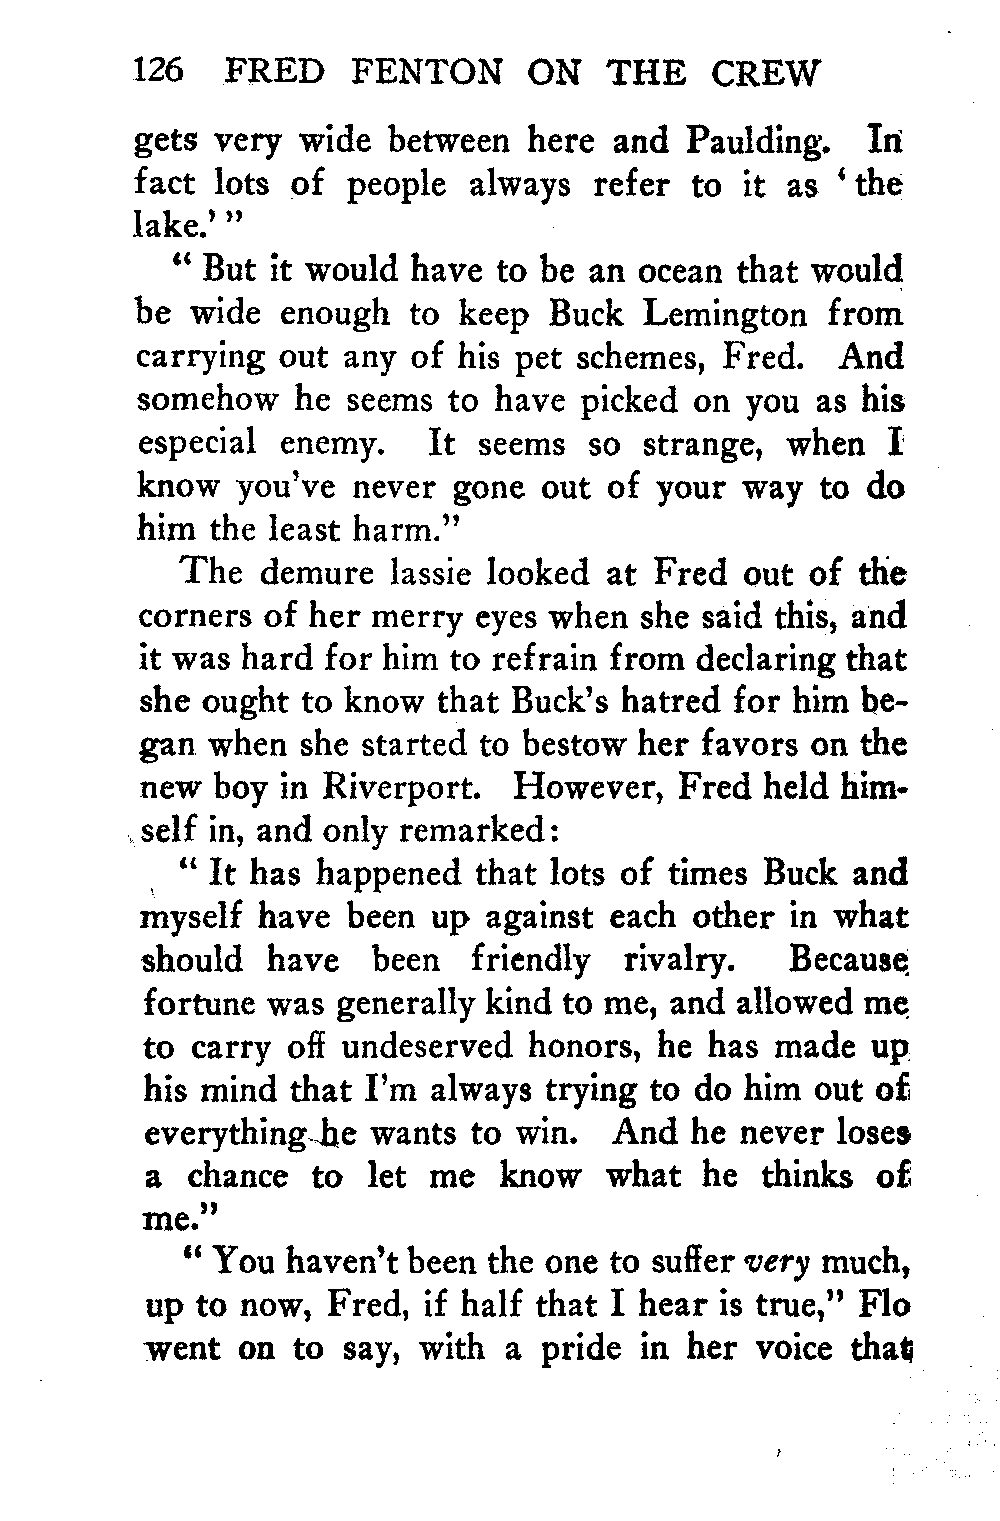 126 FRED FENTON ON THE CREW
gets very wide between here and Paulding. In
fact lots of people always refer to it as ‘ the
lake.’ ”
“ But it would have to be an ocean that would
be wide enough to keep Buck Lemington from
carrying out any of his pet schemes, Fred. And
somehow he seems to have picked on you as his
especial enemy. It seems so strange, when I
know you’ve never gone out of your way to do
him the least harm.”
The demure lassie looked at Fred out of the
corners of her merry eyes when she said this, and
it was hard for him to refrain from declaring that
she ought to know that Buck’s hatred for him be-
gan when she started to bestow her favors on the
new boy in Riverport. However, Fred held him-
self in, and only remarked:
“ It has happened that lots of times Buck and
myself have been up against each other in what
should have been friendly rivalry. Because
fortune was generally kind to me, and allowed me
to carry off undeserved honors, he has made up
his mind that I’m always trying to do him out of
everything he wants to win. And he never loses
a chance to let me know what he thinks of
me.”
“ You haven’t been the one to suffer very much,
up to now, Fred, if half that I hear is true,” Flo
went on to say, with a pride in her voice that